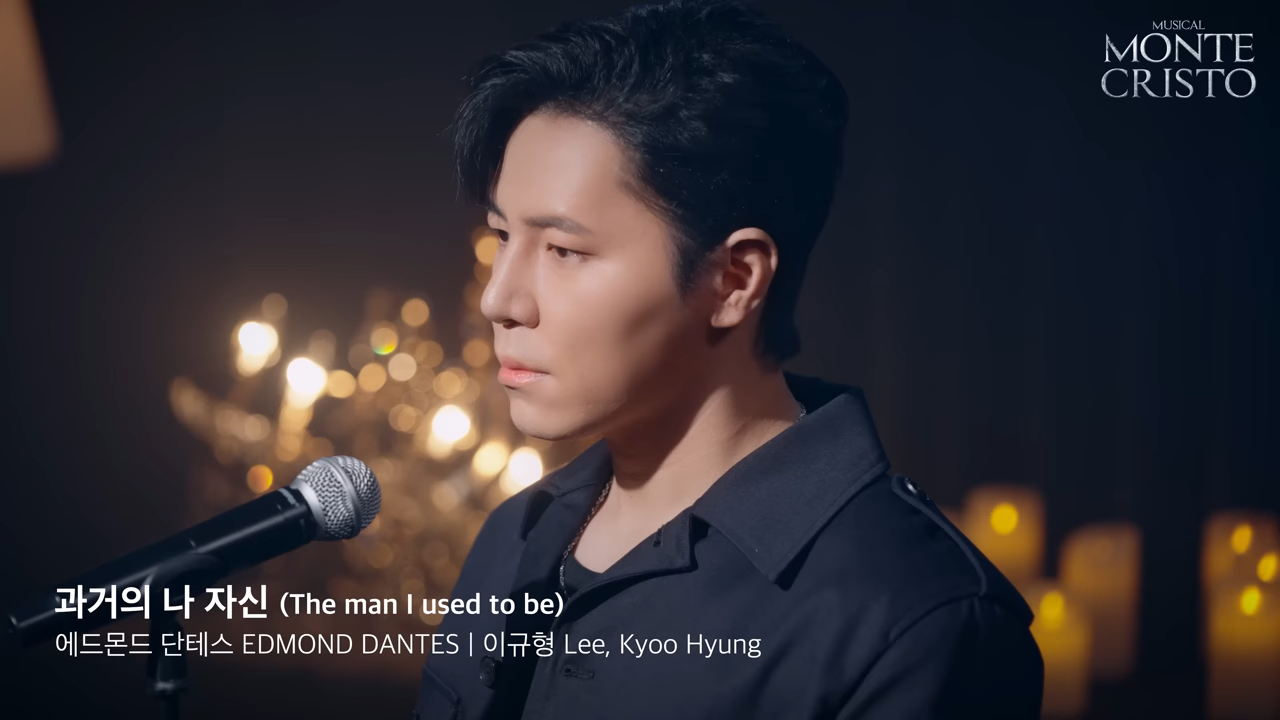 MUSICAL
MONTE
CRISTO
과거의 나 자신 (The man I used to be)
에드몬드 단테스 EDMOND DANTES | 이규형 Lee, Kyoo Hyung